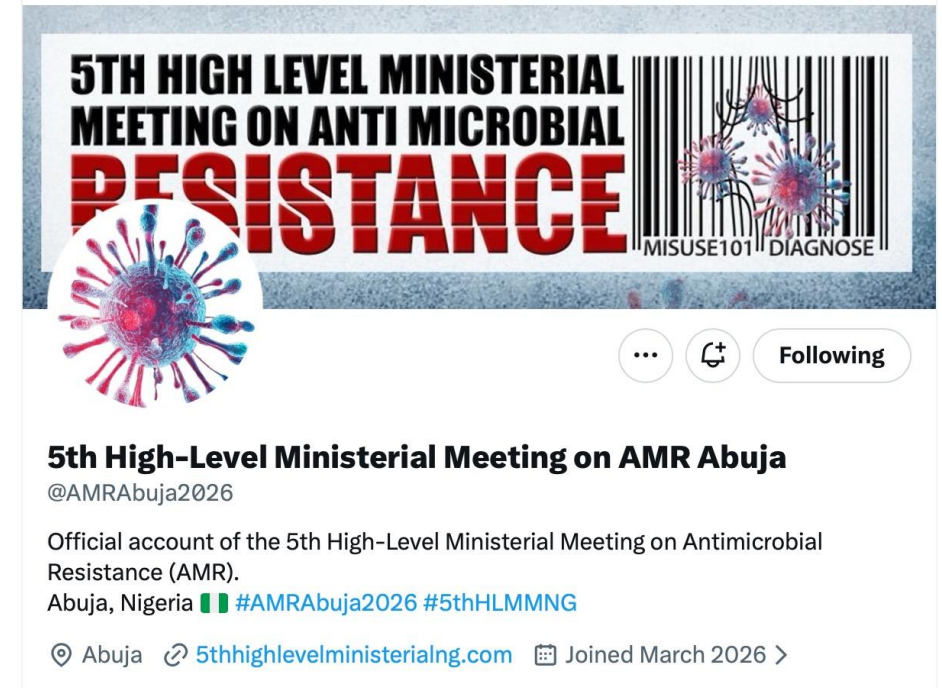 5TH HIGH LEVEL MINISTERIAL
MEETING ON ANTI MICROBIAL
RESISTANCE
MISUSE101 DIAGNOSE
Following
5th High-Level Ministerial Meeting on AMR Abuja
@AMRAbuja2026
Official account of the 5th High-Level Ministerial Meeting on Antimicrobial
Resistance (AMR).
Abuja, Nigeria 🇳🇬 #AMRAbuja2026 #5thHLMMNG
Abuja 5thhighlevelministerialng.com Joined March 2026